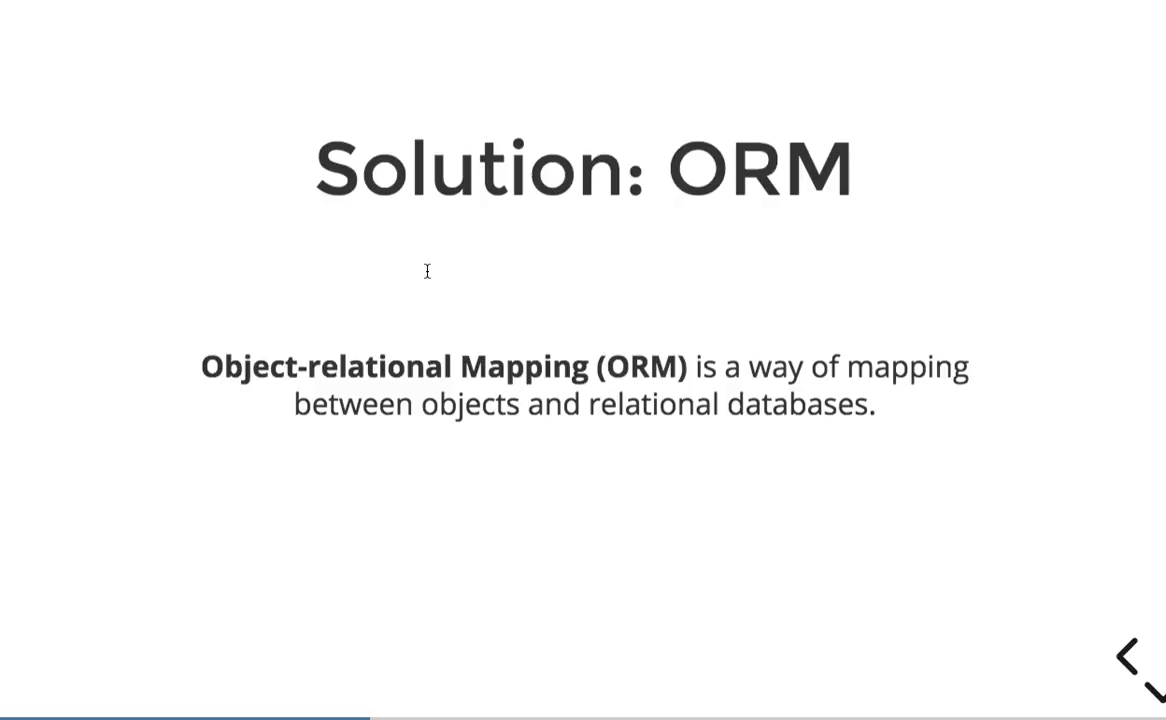 Solution: ORM
Object-relational Mapping (ORM) is a way of mapping
between objects and relational databases.